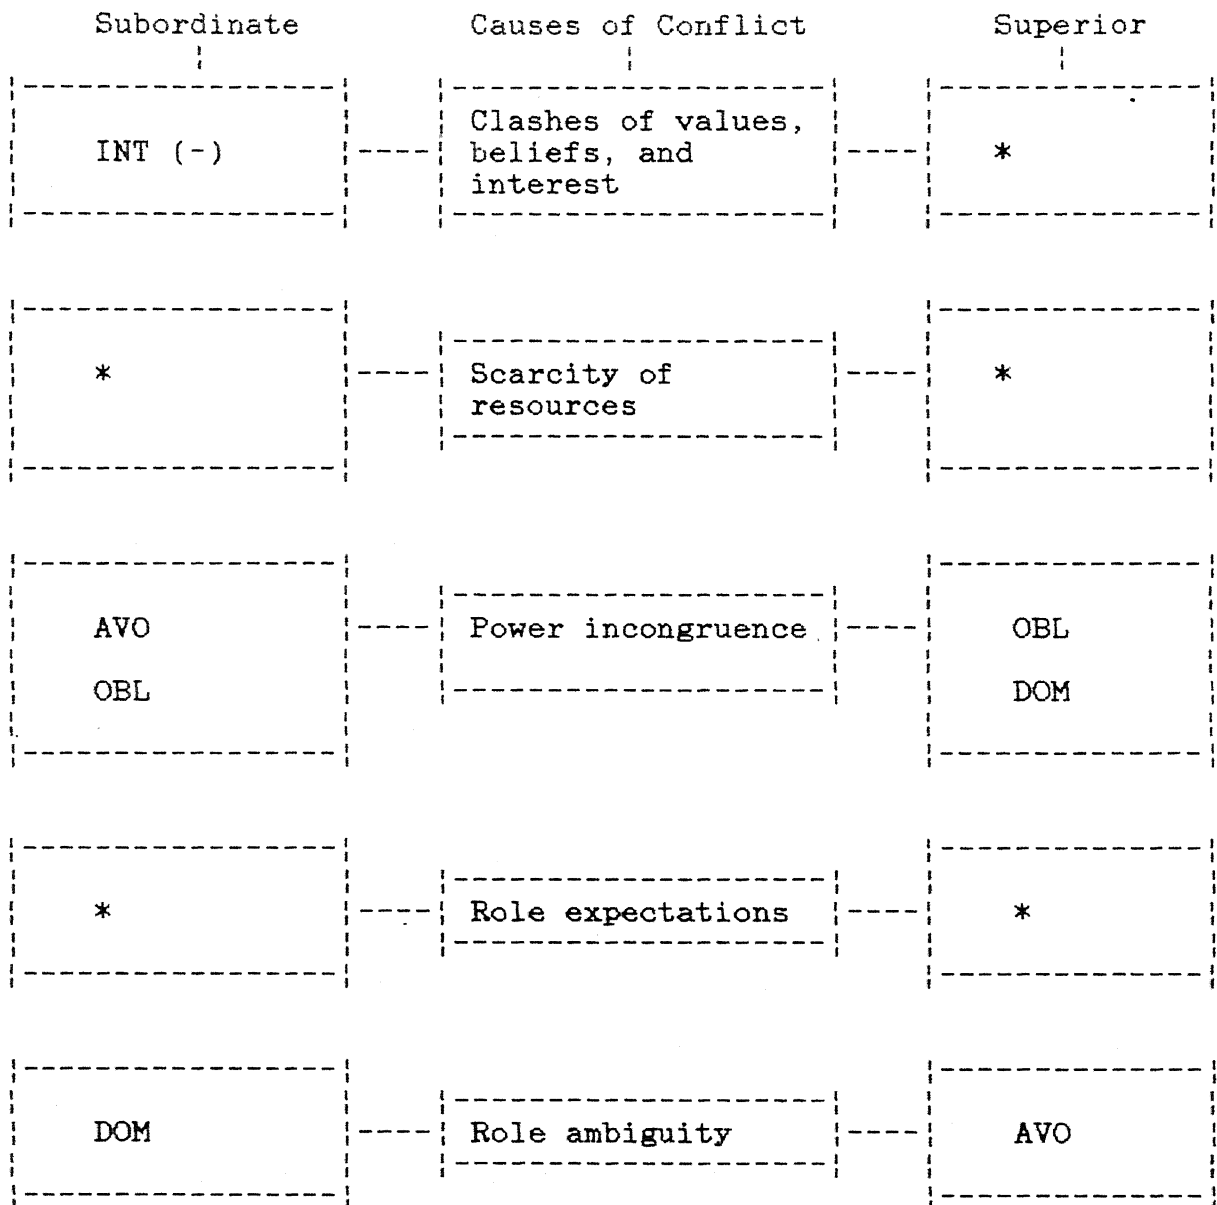 Subordinate Causes of Conflict Superior
INT (-)
Clashes of values,
beliefs, and
interest
*
*
Scarcity of
resources
*
AVO
OBL
Power incongruence
OBL
DOM
*
Role expectations
*
DOM
Role ambiguity
AVO